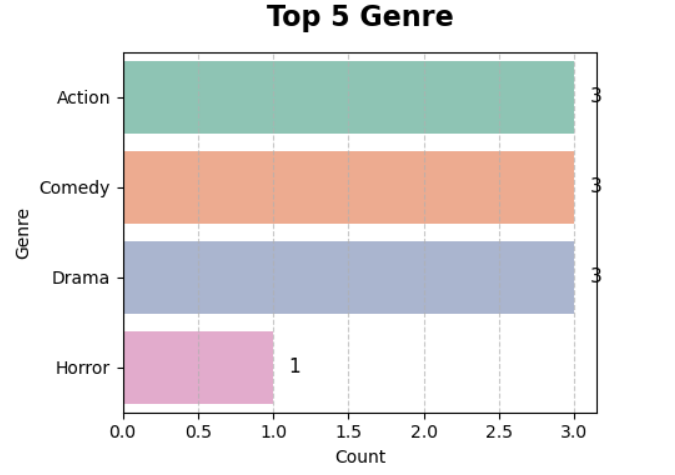 Top 5 Genre
Action
3
Comedy
3
Genre
Drama
3
Horror
1
0.0 0.5 1.0 1.5 2.0 2.5 3.0
Count